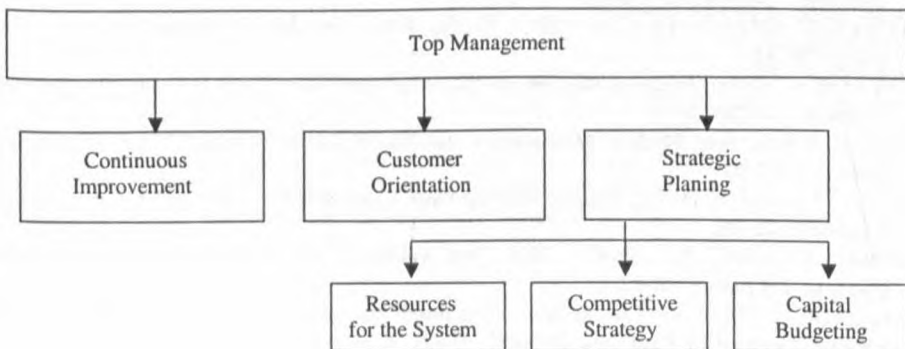 Top Management
Continuous
Improvement
Customer
Orientation
Strategic
Planing
Resources
for the System
Competitive
Strategy
Capital
Budgeting